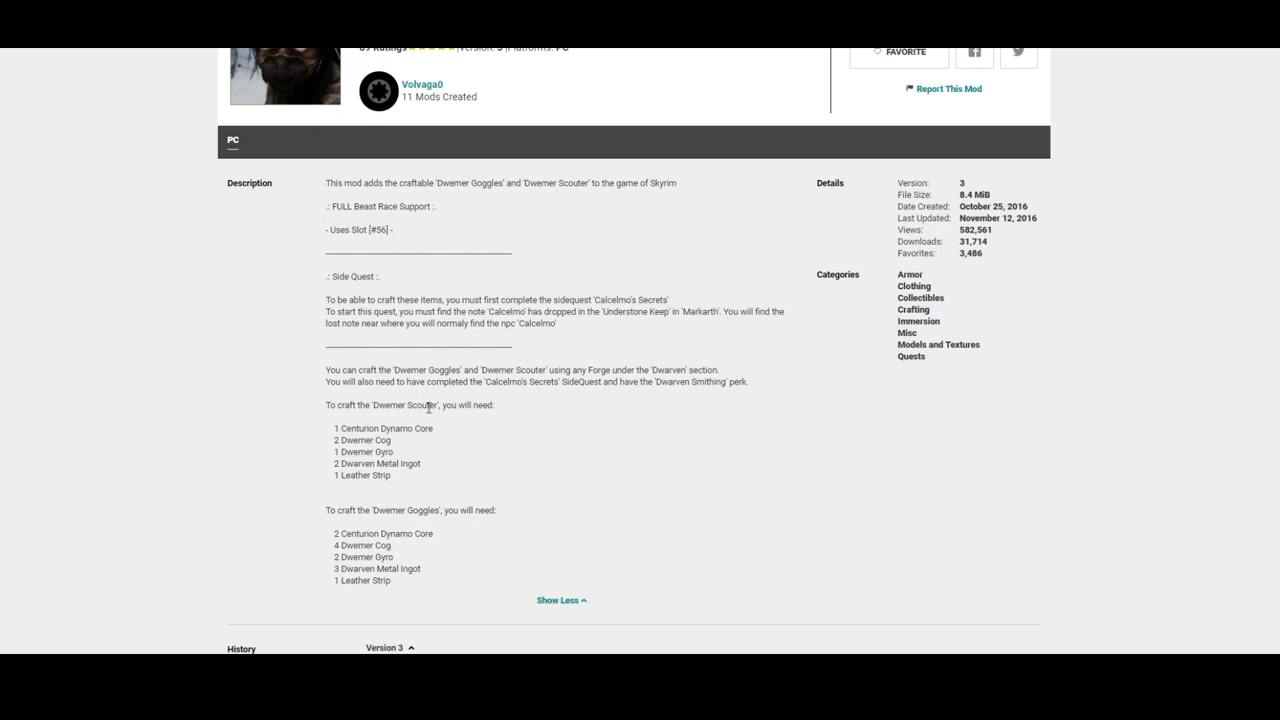 89 Ratings Version: 3 Platforms: PC
FAVORITE
Volvaga0
11 Mods Created
Report This Mod
PC
Description
This mod adds the craftable 'Dwemer Goggles' and 'Dwemer Scouter' to the game of Skyrim
.: FULL Beast Race Support :.
- Uses Slot [#56] -
.: Side Quest :.
To be able to craft these items, you must first complete the sidequest 'Calcelmo's Secrets'
To start this quest, you must find the note 'Calcelmo' has dropped in the 'Understone Keep' in 'Markarth'. You will find the
lost note near where you will normaly find the npc 'Calcelmo'
You can craft the 'Dwemer Goggles' and 'Dwemer Scouter' using any Forge under the 'Dwarven' section.
You will also need to have completed the 'Calcelmo's Secrets' SideQuest and have the 'Dwarven Smithing' perk.
To craft the 'Dwemer Scouter', you will need:
1 Centurion Dynamo Core
2 Dwemer Cog
1 Dwemer Gyro
2 Dwarven Metal Ingot
1 Leather Strip
To craft the 'Dwemer Goggles', you will need:
2 Centurion Dynamo Core
4 Dwemer Cog
2 Dwemer Gyro
3 Dwarven Metal Ingot
1 Leather Strip
Show Less
Details
Version: 3
File Size: 8.4 MiB
Date Created: October 25, 2016
Last Updated: November 12, 2016
Views: 582,561
Downloads: 31,714
Favorites: 3,486
Categories
Armor
Clothing
Collectibles
Crafting
Immersion
Misc
Models and Textures
Quests
History
Version 3